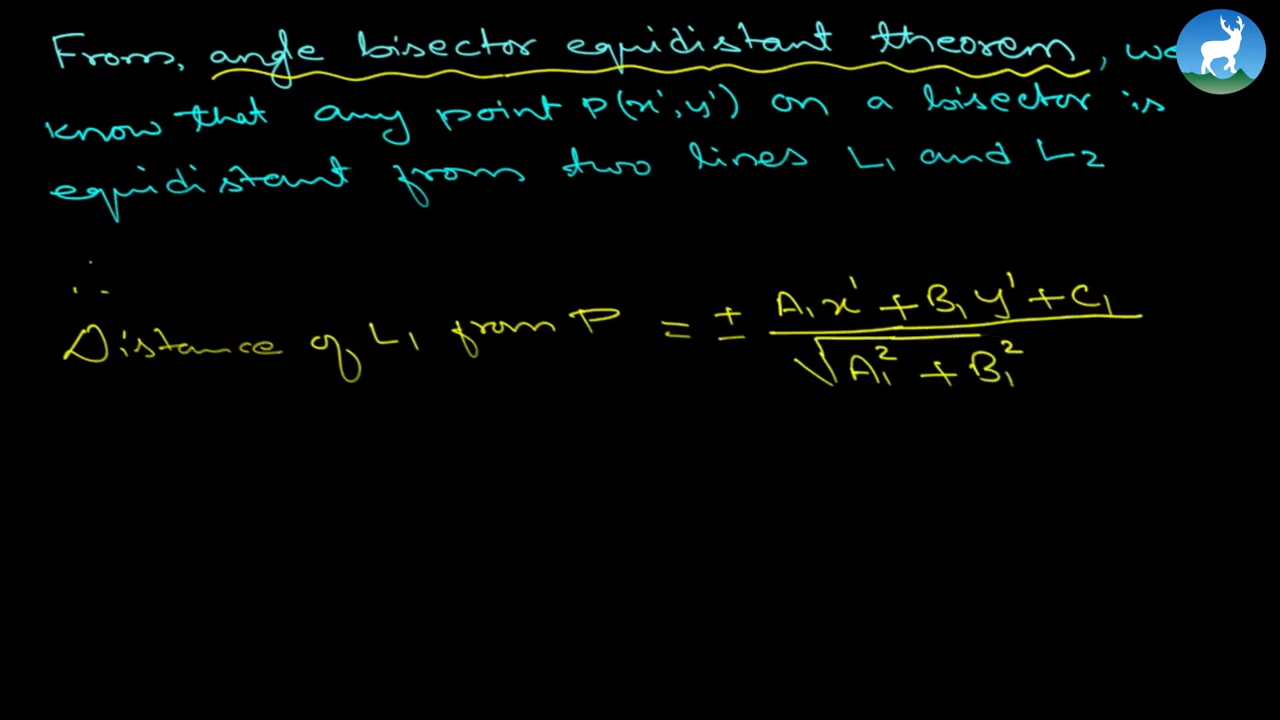 From, angle bisector equidistant theorem, we
know that any point P(x', y') on a bisector is
equidistant from two lines L₁ and L₂
∴
Distance of L₁ from P = ± (A₁x' + B₁y' + C₁) / √(A₁² + B₁²)